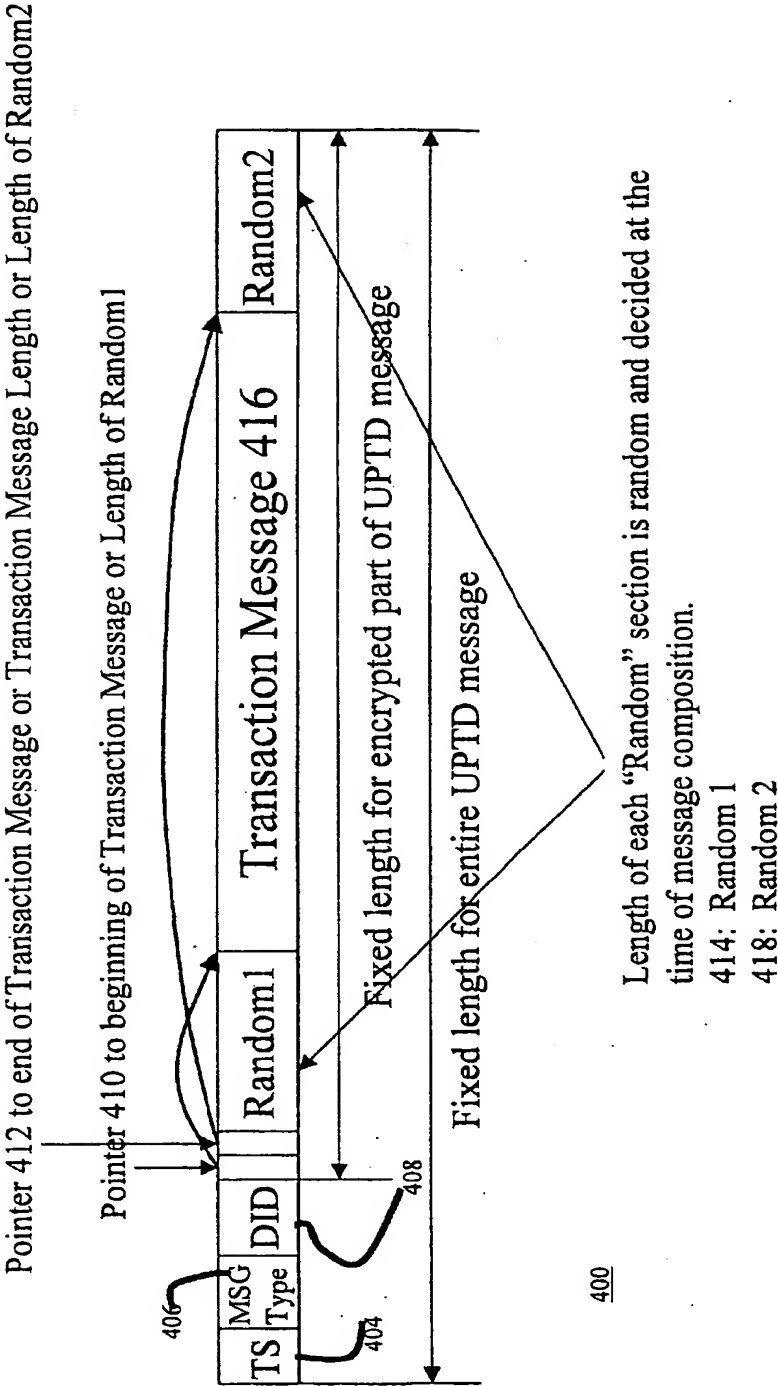 Pointer 412 to end of Transaction Message or Transaction Message Length or Length of Random2
Pointer 410 to beginning of Transaction Message or Length of Random1
406
TS
MSG
Type
DID
Random1
Transaction Message 416
Random2
404
408
Fixed length for encrypted part of UPTD message
Fixed length for entire UPTD message
400
Length of each “Random” section is random and decided at the
time of message composition.
414: Random 1
418: Random 2